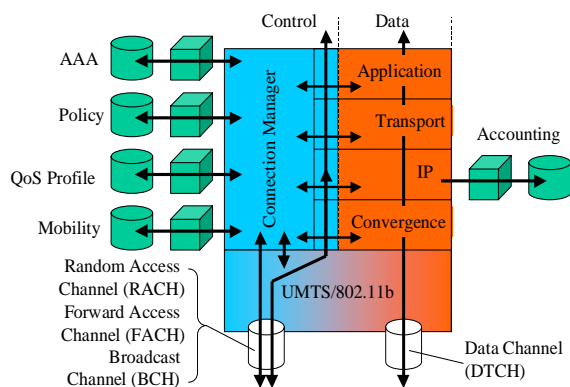 Control
Data
AAA
Policy
QoS Profile
Mobility
Connection Manager
Application
Transport
IP
Convergence
Accounting
UMTS/802.11b
Random Access
Channel (RACH)
Forward Access
Channel (FACH)
Broadcast
Channel (BCH)
Data Channel
(DTCH)